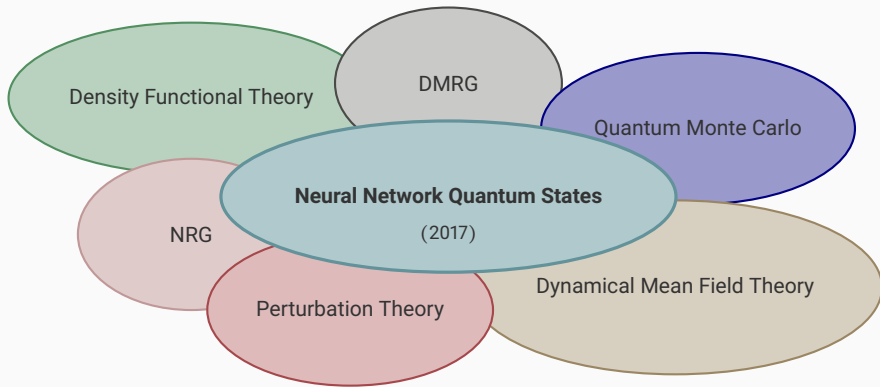 Density Functional Theory
DMRG
Quantum Monte Carlo
Neural Network Quantum States
(2017)
NRG
Dynamical Mean Field Theory
Perturbation Theory